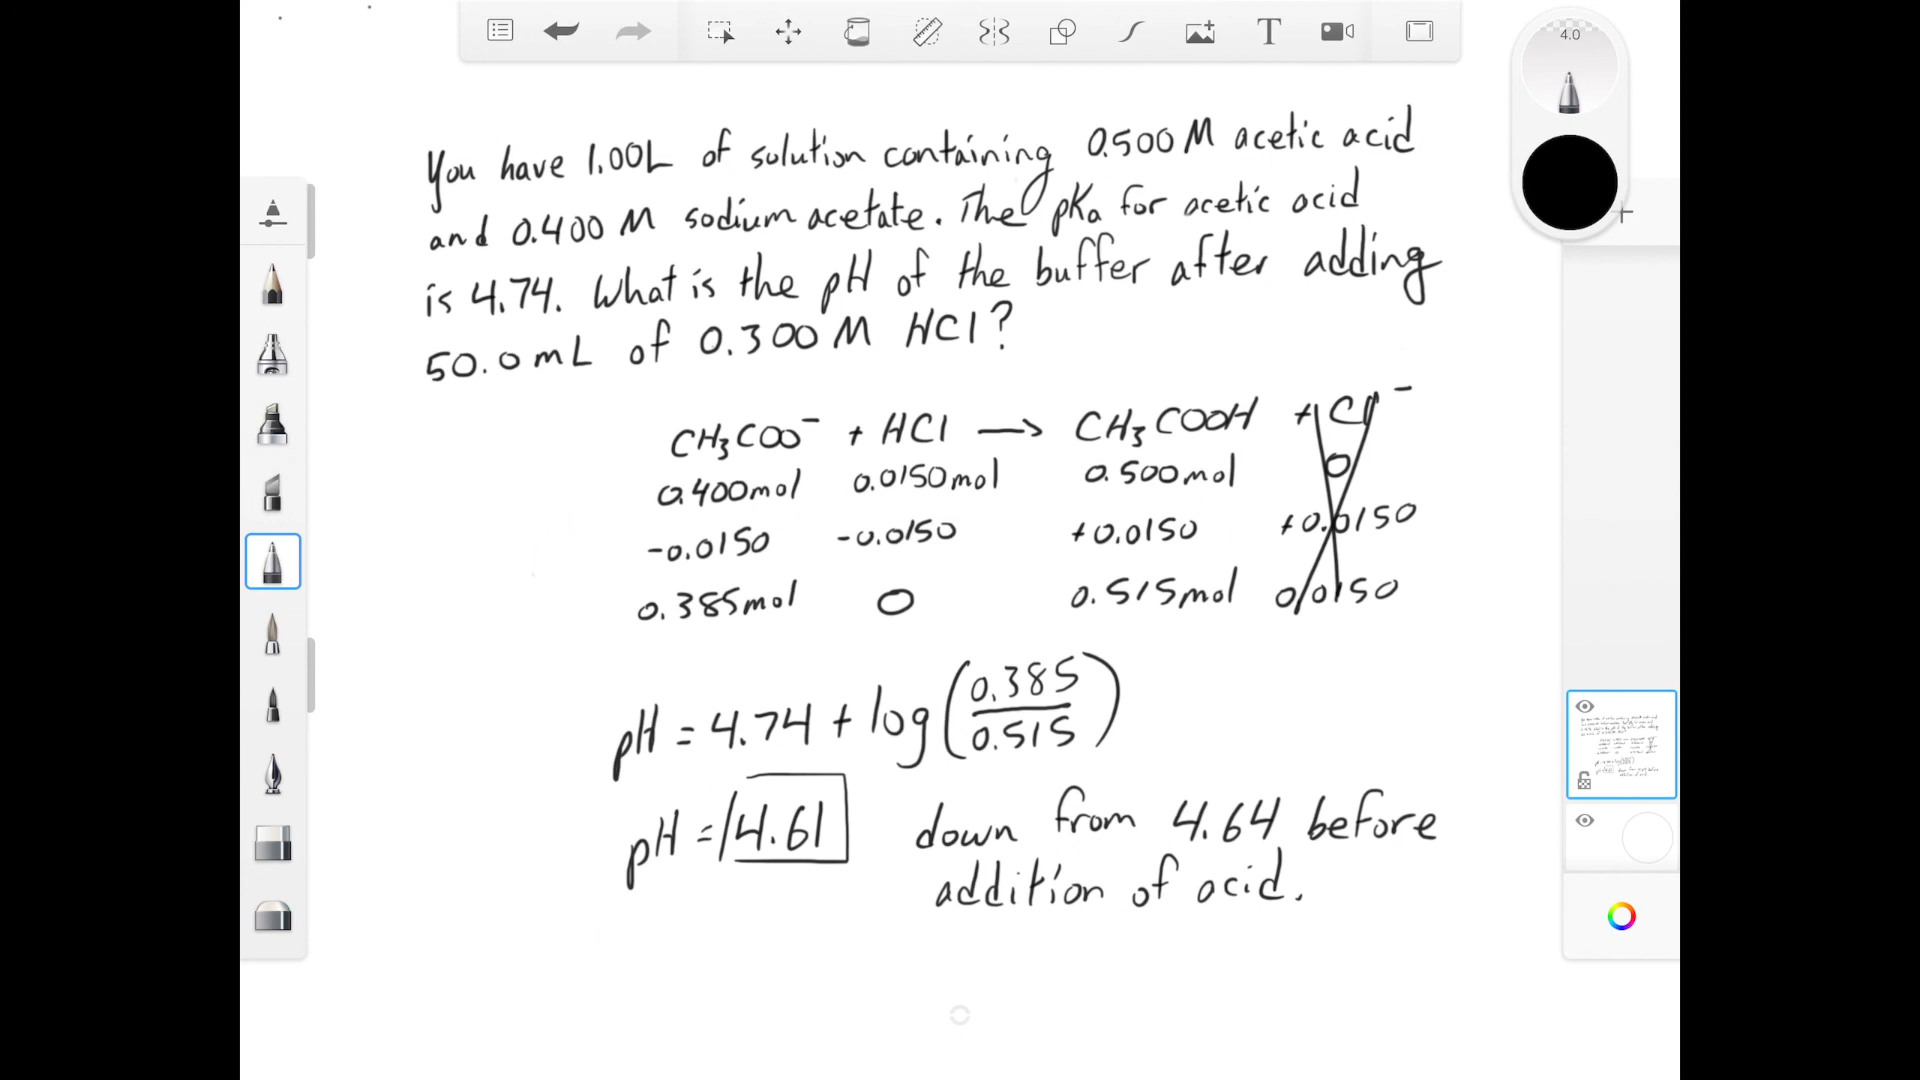 4.0
T
You have 1.00L of solution containing 0.500 M acetic acid
and 0.400 M sodium acetate. The pKa for acetic acid
is 4.74. What is the pH of the buffer after adding
50.0 mL of 0.300 M HCl?
CH₃COO⁻ + HCl → CH₃COOH + Cl⁻
0.400mol 0.0150mol 0.500mol 0
-0.0150 -0.0150 +0.0150 +0.0150
0.385mol 0 0.515mol 0.0150
pH = 4.74 + log(0.385/0.515)
pH = 4.61 down from 4.64 before
addition of acid.